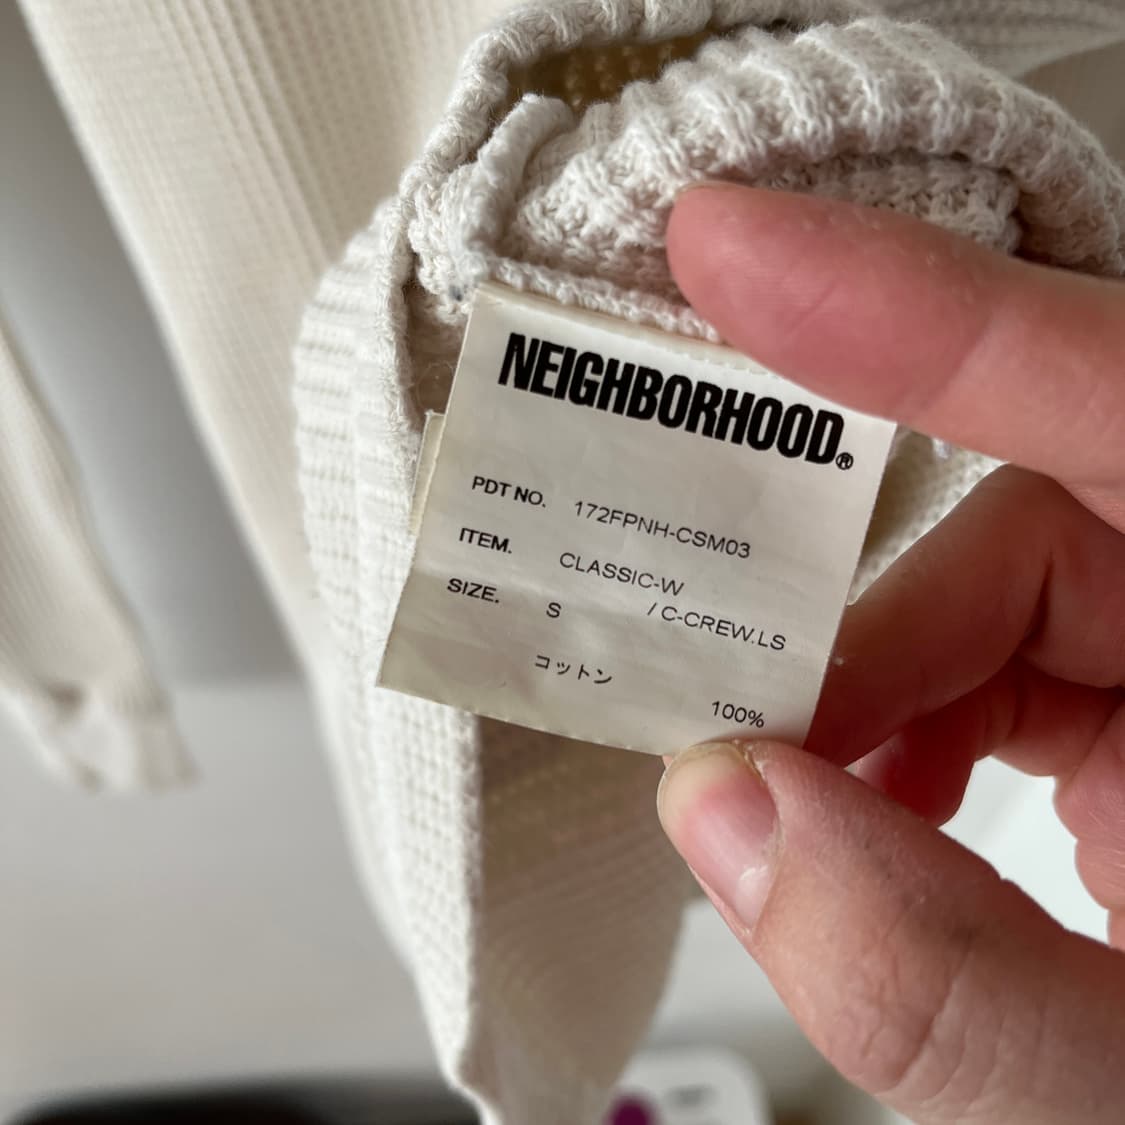 NEIGHBORHOOD®
PDT NO. 172FPNH-CSM03
ITEM. CLASSIC-W
/ C-CREW.LS
SIZE. S
コットン 100%